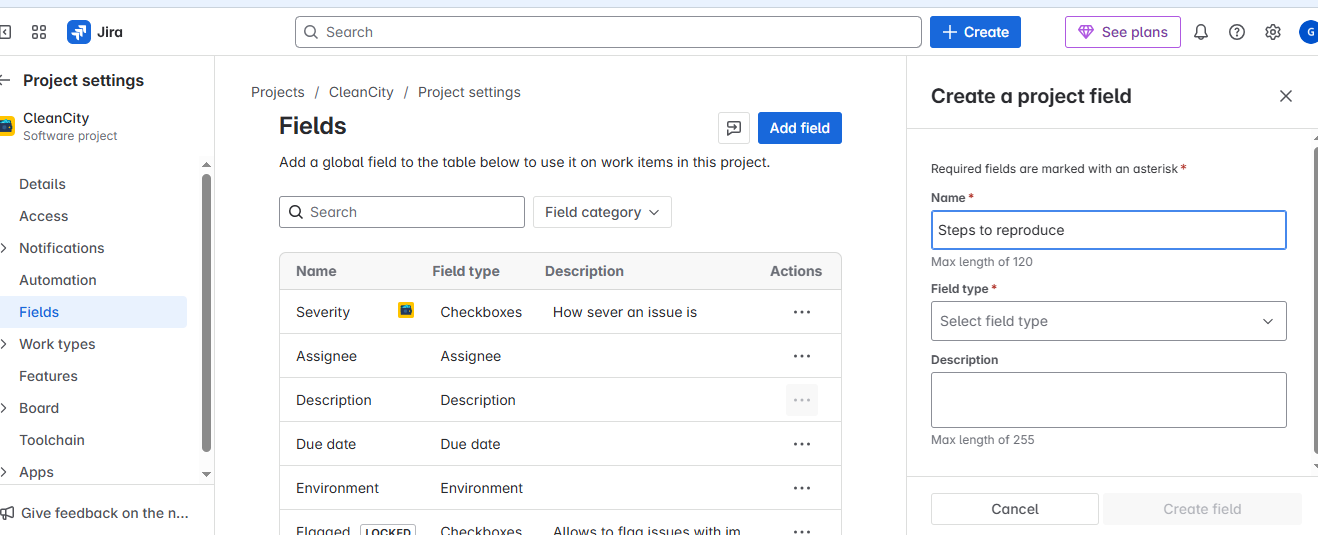 Jira
Search
Create
See plans
G
Project settings
CleanCity
Software project
Details
Access
Notifications
Automation
Fields
Work types
Features
Board
Toolchain
Apps
Give feedback on the n...
Projects / CleanCity / Project settings
Fields
Add field
Add a global field to the table below to use it on work items in this project.
Search
Field category
Name Field type Description Actions
Severity Checkboxes How sever an issue is
Assignee Assignee
Description Description
Due date Due date
Environment Environment
Flagged LOCKED Checkboxes Allows to flag issues with im
Create a project field
Required fields are marked with an asterisk *
Name *
Steps to reproduce
Max length of 120
Field type *
Select field type
Description
Max length of 255
Cancel
Create field